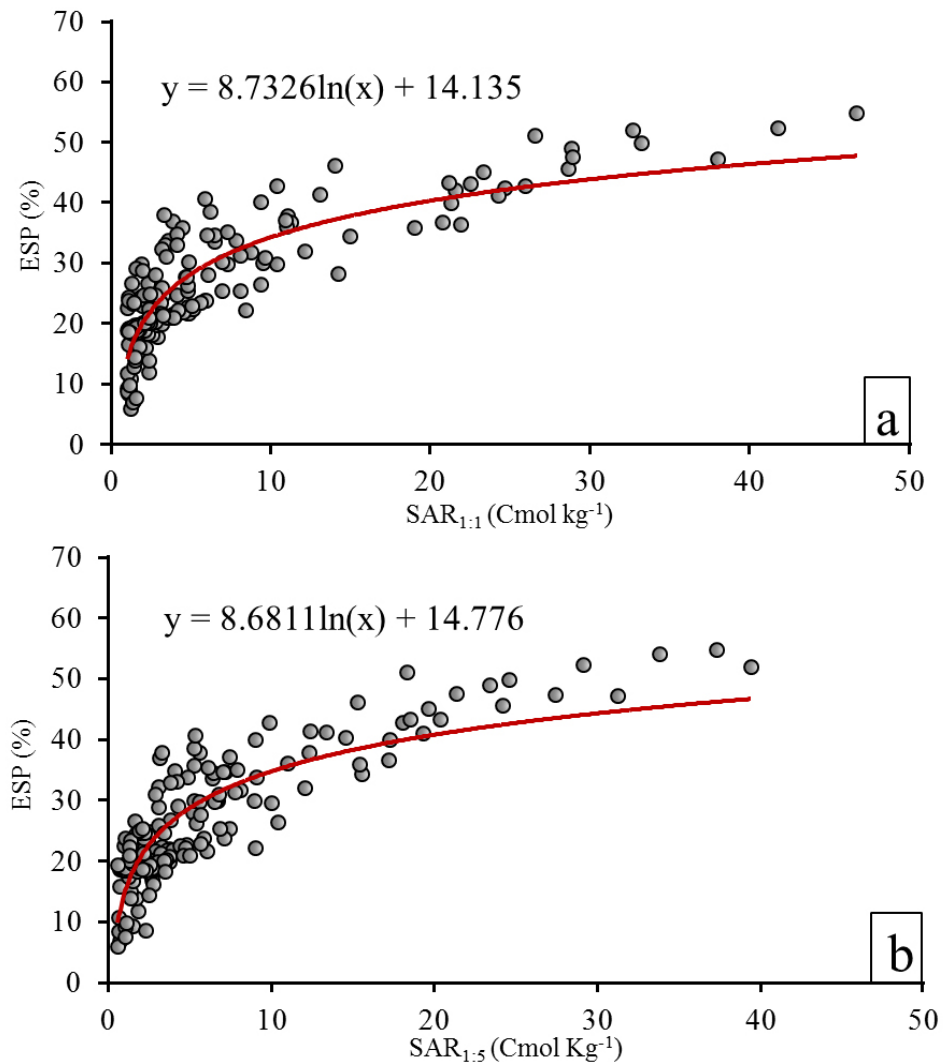 70
60
50
40
30
20
10
0
ESP (%)
y = 8.7326ln(x) + 14.135
a
0 10 20 30 40 50
SAR₁:₁ (Cmol kg⁻¹)
70
60
50
40
30
20
10
0
ESP (%)
y = 8.6811ln(x) + 14.776
b
0 10 20 30 40 50
SAR₁:₅ (Cmol Kg⁻¹)